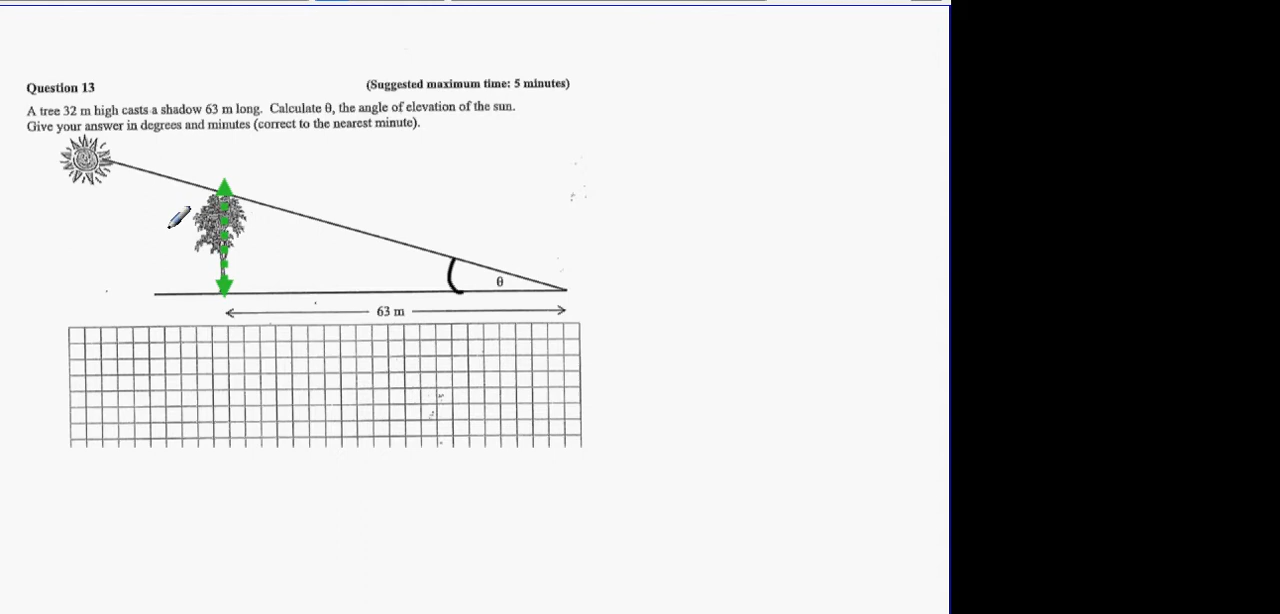 Question 13
(Suggested maximum time: 5 minutes)
A tree 32 m high casts a shadow 63 m long. Calculate θ, the angle of elevation of the sun.
Give your answer in degrees and minutes (correct to the nearest minute).
θ
63 m